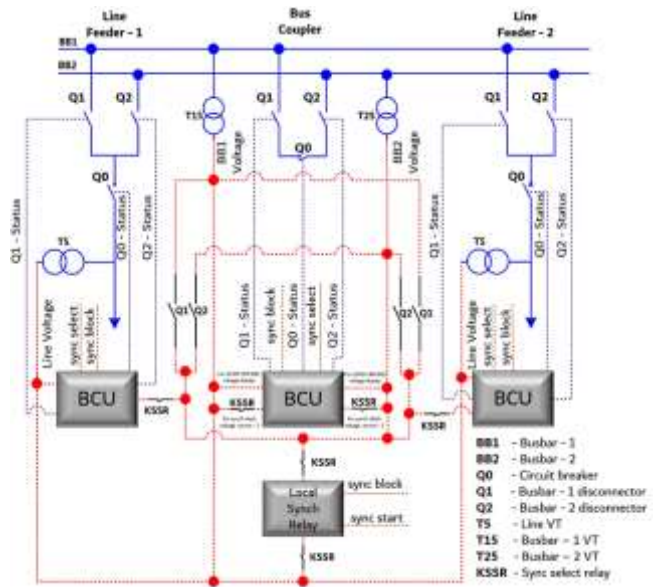 Line
Feeder - 1
Bus
Coupler
Line
Feeder - 2
BB1
BB2
Q1
Q2
T1S
Q1
Q2
T2S
Q1
Q2
BB1
Voltage
Q0
BB2
Voltage
Q0
Q0
Q1 - Status
Q0 - Status
Q2 - Status
TS
Q1 - Status
Q0 - Status
Q2 - Status
TS
Q1
Q2
Q1 - Status
sync block
Q0 - Status
sync select
Q2 - Status
Q2
Q1
Line Voltage
sync select
sync block
Line Voltage
sync select
sync block
BCU
KSSR
KSSR
BCU
KSSR
KSSR
BCU
KSSR
Local
Synch
Relay
sync block
sync start
KSSR
BB1 - Busbar - 1
BB2 - Busbar - 2
Q0 - Circuit breaker
Q1 - Busbar - 1 disconnector
Q2 - Busbar - 2 disconnector
TS - Line VT
T1S - Busbar - 1 VT
T2S - Busbar - 2 VT
KSSR - Sync select relay